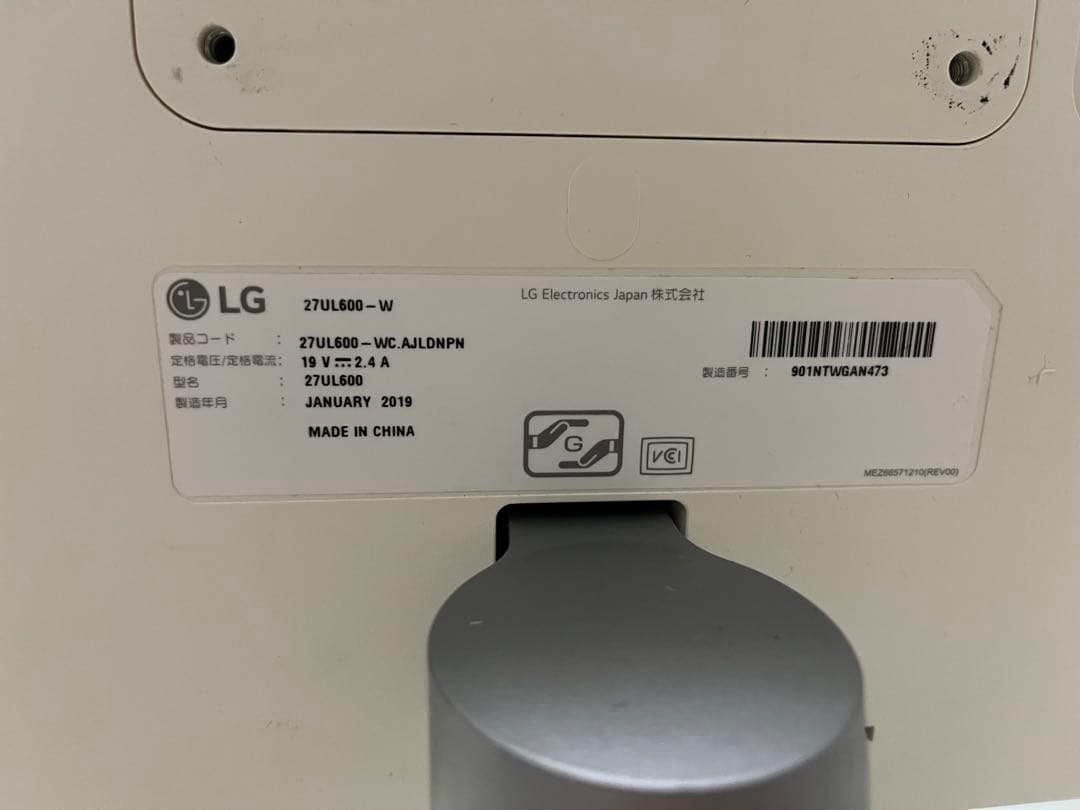 LG 27UL600-W
LG Electronics Japan 株式会社
製品コード : 27UL600-WC.AJLDNPN
定格電圧/定格電流: 19 V 2.4 A
型名 : 27UL600
製造年月 : JANUARY 2019
MADE IN CHINA
製造番号 : 901NTWGAN473
G
VCI
MEZ68571210(REV00)